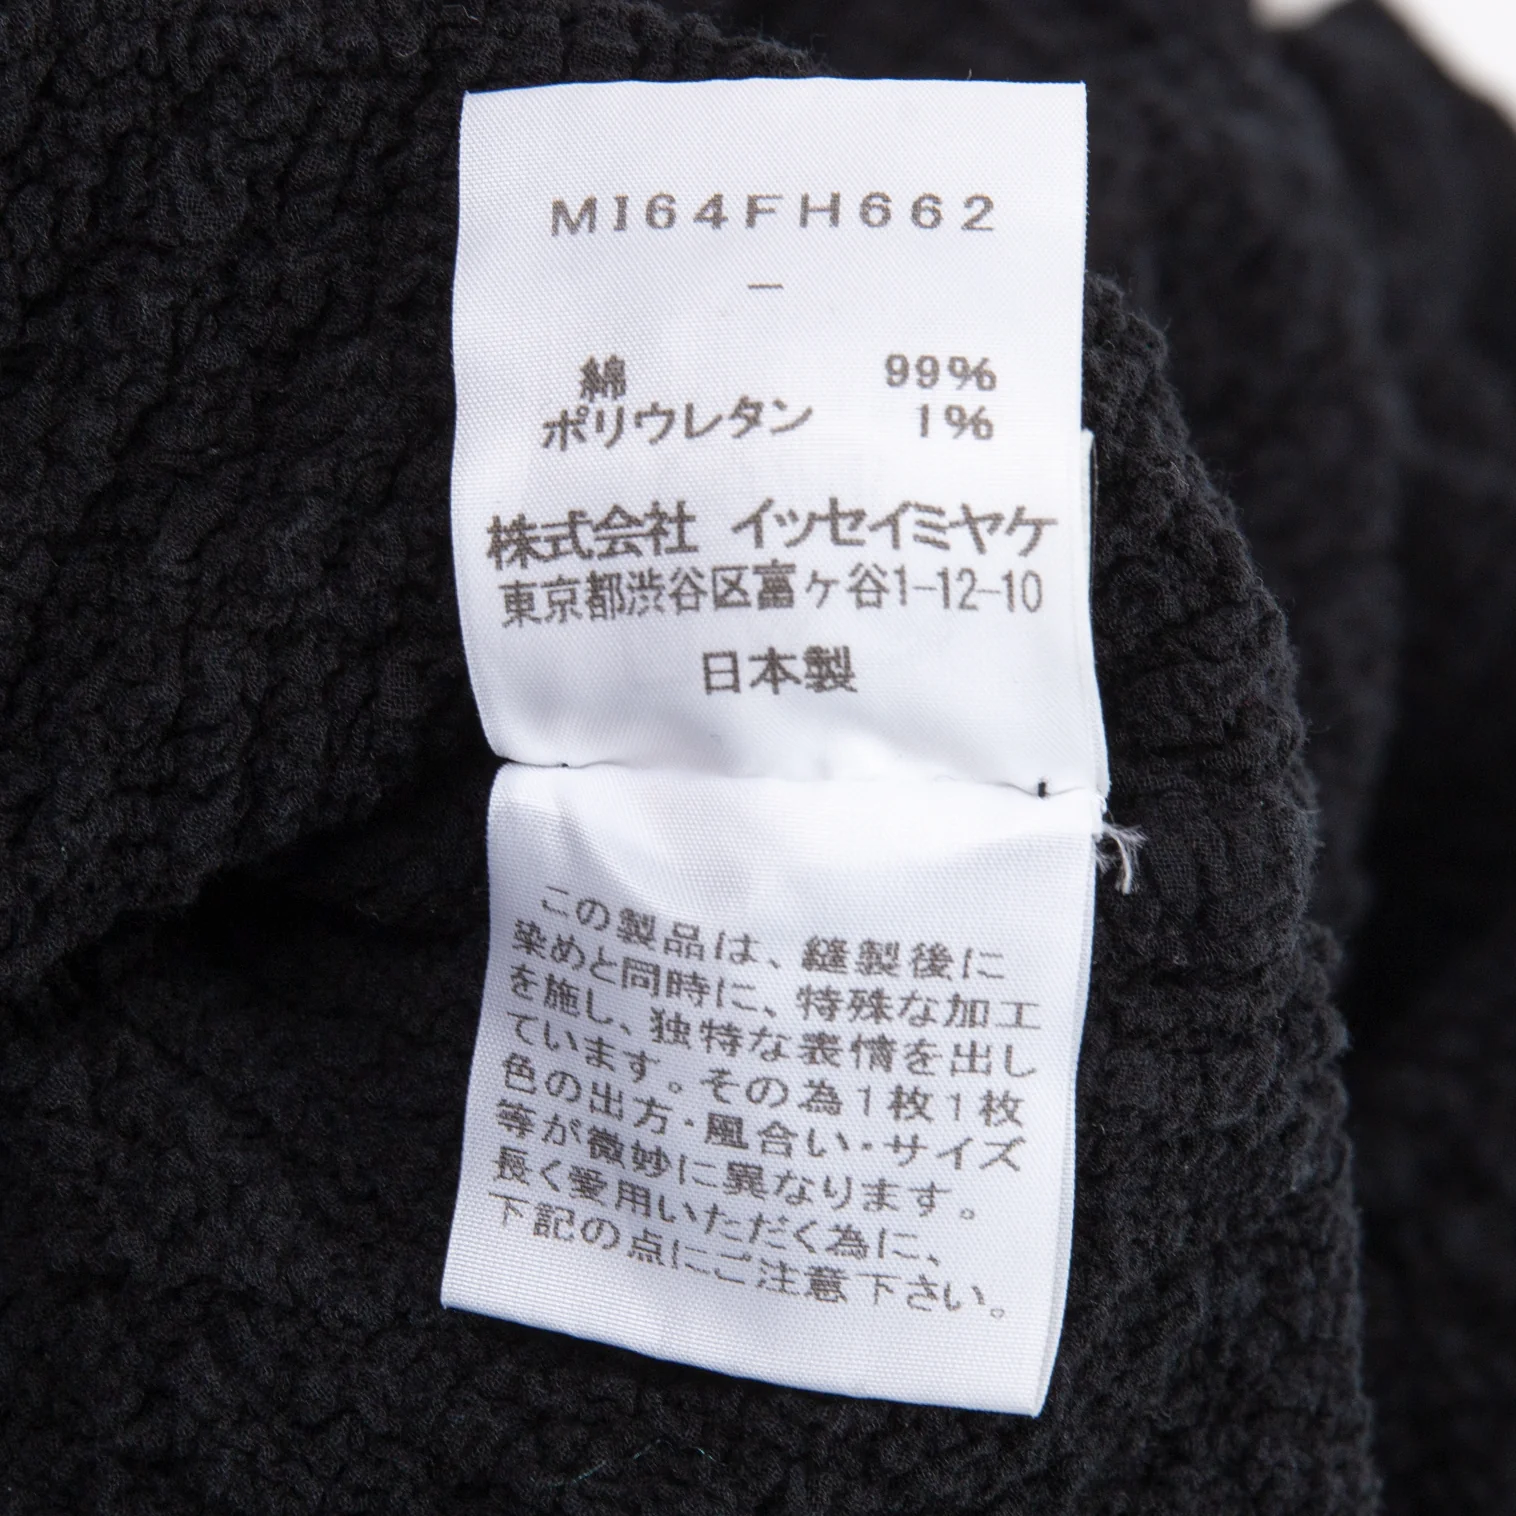 MI64FH662
—
綿 99%
ポリウレタン 1%
株式会社 イッセイミヤケ
東京都渋谷区富ヶ谷1-12-10
日本製
この製品は、縫製後に
染めと同時に、特殊な加工
を施し、独特な表情を出し
ています。その為1枚1枚
色の出方・風合い・サイズ
等が微妙に異なります。
長く愛用いただく為に、
下記の点にご注意下さい。